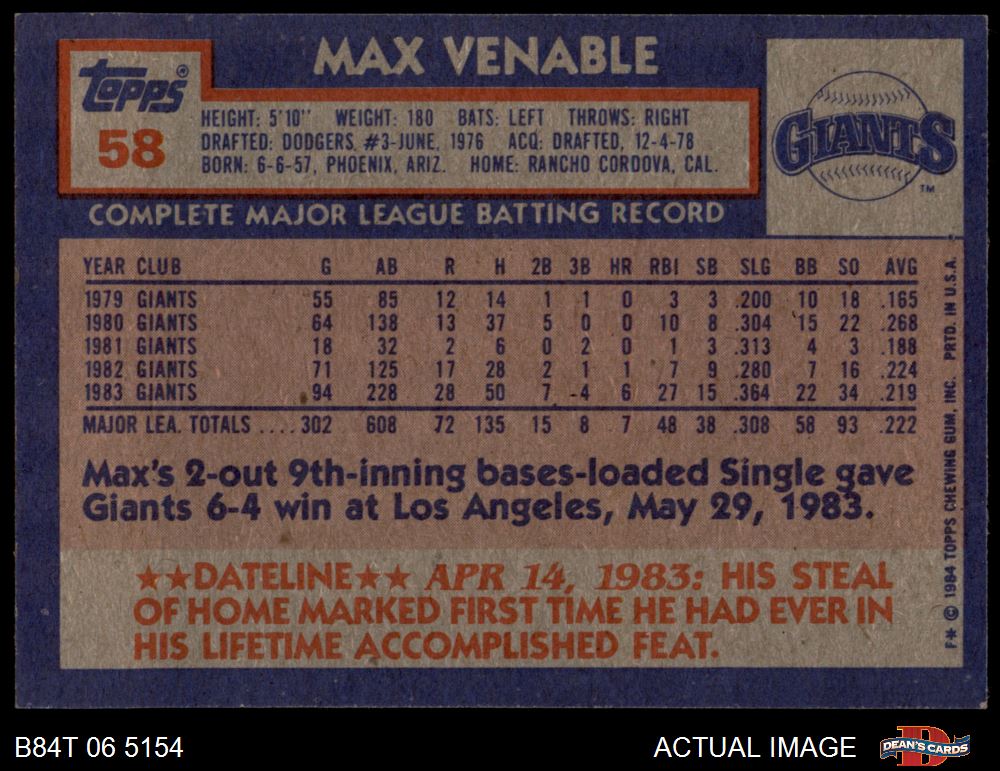 MAX VENABLE
Topps®
58
HEIGHT: 5'10" WEIGHT: 180 BATS: LEFT THROWS: RIGHT
DRAFTED: DODGERS, #3-JUNE, 1976 ACQ: DRAFTED, 12-4-78
BORN: 6-6-57, PHOENIX, ARIZ. HOME: RANCHO CORDOVA, CAL.
GIANTS
TM
COMPLETE MAJOR LEAGUE BATTING RECORD
YEAR CLUB G AB R H 2B 3B HR RBI SB SLG BB SO AVG
1979 GIANTS 55 85 12 14 1 1 0 3 3 .200 10 18 .165
1980 GIANTS 64 138 13 37 5 0 0 10 8 .304 15 22 .268
1981 GIANTS 18 32 2 6 0 2 0 1 3 .313 4 3 .188
1982 GIANTS 71 125 17 28 2 1 1 7 9 .280 7 16 .224
1983 GIANTS 94 228 28 50 7 4 6 27 15 .364 22 34 .219
MAJOR LEA. TOTALS .... 302 608 72 135 15 8 7 48 38 .308 58 93 .222
Max's 2-out 9th-inning bases-loaded Single gave
Giants 6-4 win at Los Angeles, May 29, 1983.
★★DATELINE★★ APR 14, 1983: HIS STEAL
OF HOME MARKED FIRST TIME HE HAD EVER IN
HIS LIFETIME ACCOMPLISHED FEAT.
F✶ © 1984 TOPPS CHEWING GUM, INC. PRTD. IN U.S.A.
B84T 06 5154
ACTUAL IMAGE
DEAN'S CARDS